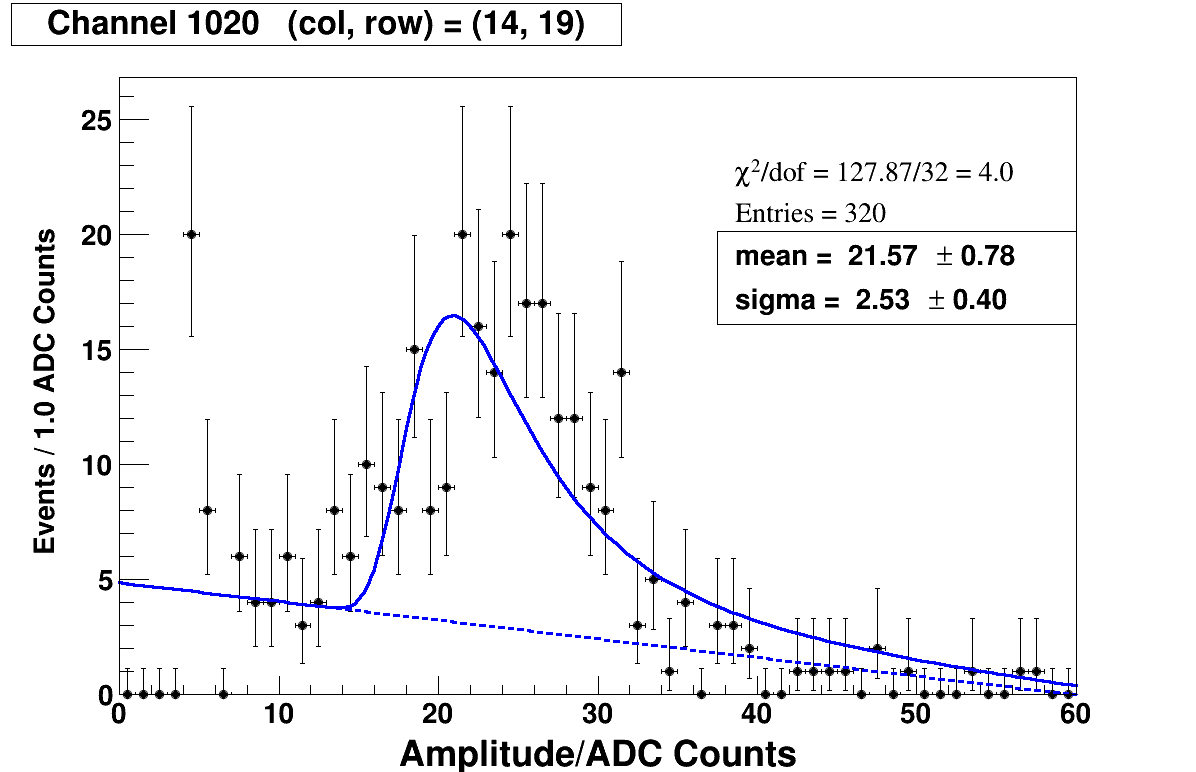 Channel 1020 (col, row) = (14, 19)
25
20
15
10
5
0
Events / 1.0 ADC Counts
χ²/dof = 127.87/32 = 4.0
Entries = 320
mean = 21.57 ± 0.78
sigma = 2.53 ± 0.40
0 10 20 30 40 50 60
Amplitude/ADC Counts